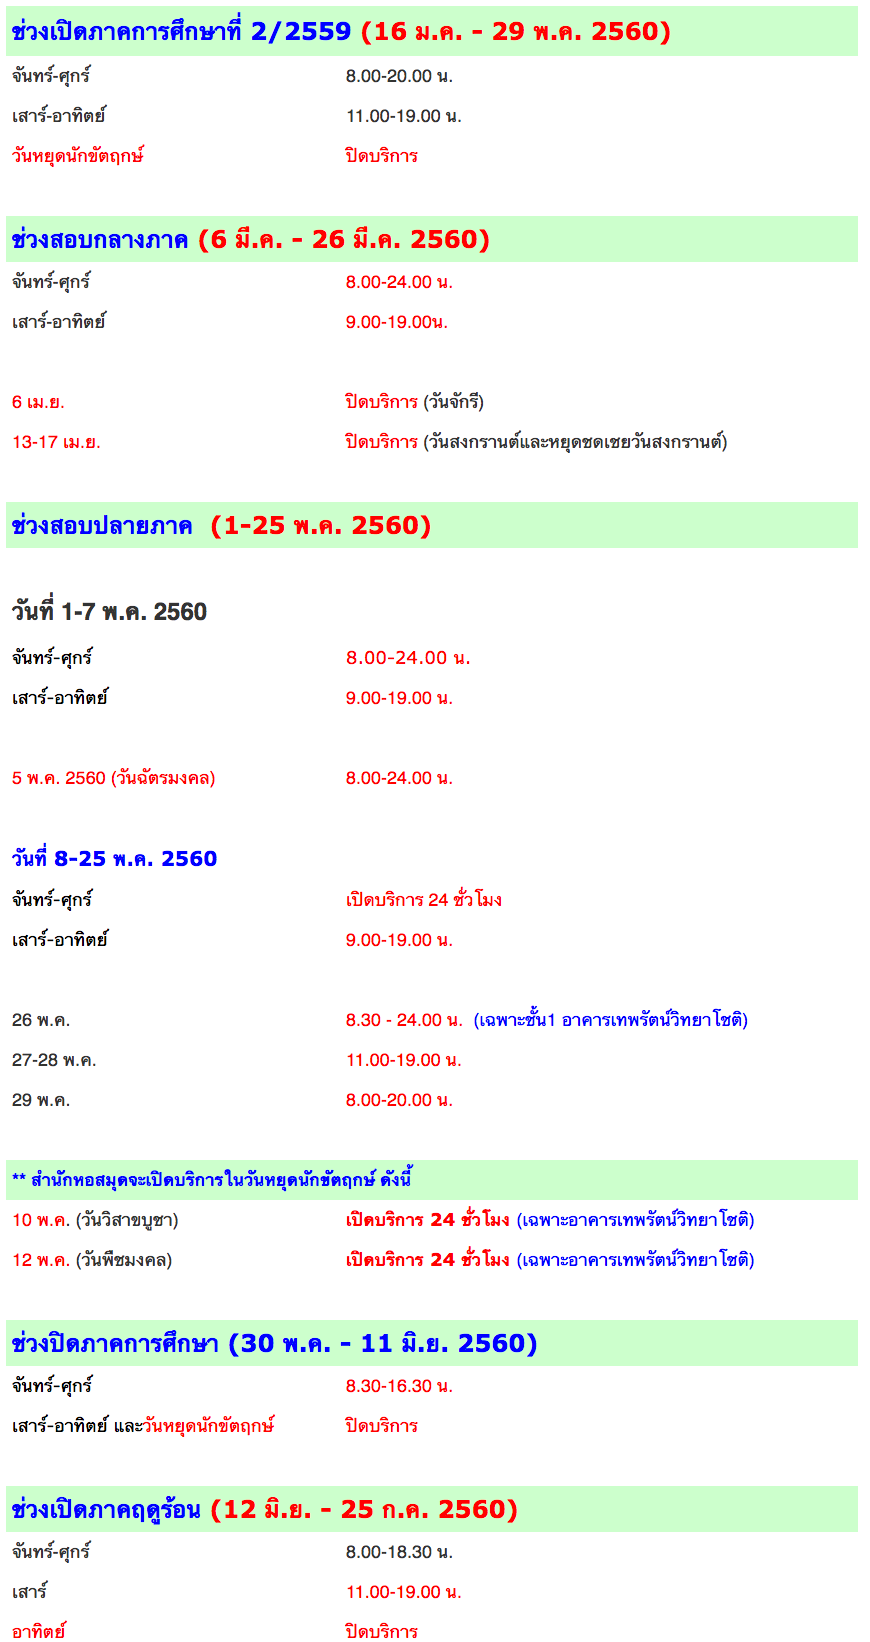 ช่วงเปิดภาคการศึกษาที่ 2/2559 (16 ม.ค. - 29 พ.ค. 2560)
จันทร์-ศุกร์ 8.00-20.00 น.
เสาร์-อาทิตย์ 11.00-19.00 น.
วันหยุดนักขัตฤกษ์ ปิดบริการ
ช่วงสอบกลางภาค (6 มี.ค. - 26 มี.ค. 2560)
จันทร์-ศุกร์ 8.00-24.00 น.
เสาร์-อาทิตย์ 9.00-19.00น.
6 เม.ย. ปิดบริการ (วันจักรี)
13-17 เม.ย. ปิดบริการ (วันสงกรานต์และหยุดชดเชยวันสงกรานต์)
ช่วงสอบปลายภาค (1-25 พ.ค. 2560)
วันที่ 1-7 พ.ค. 2560
จันทร์-ศุกร์ 8.00-24.00 น.
เสาร์-อาทิตย์ 9.00-19.00 น.
5 พ.ค. 2560 (วันฉัตรมงคล) 8.00-24.00 น.
วันที่ 8-25 พ.ค. 2560
จันทร์-ศุกร์ เปิดบริการ 24 ชั่วโมง
เสาร์-อาทิตย์ 9.00-19.00 น.
26 พ.ค. 8.30 - 24.00 น. (เฉพาะชั้น1 อาคารเทพรัตน์วิทยาโชติ)
27-28 พ.ค. 11.00-19.00 น.
29 พ.ค. 8.00-20.00 น.
** สำนักหอสมุดจะเปิดบริการในวันหยุดนักขัตฤกษ์ ดังนี้
10 พ.ค. (วันวิสาขบูชา) เปิดบริการ 24 ชั่วโมง (เฉพาะอาคารเทพรัตน์วิทยาโชติ)
12 พ.ค. (วันพืชมงคล) เปิดบริการ 24 ชั่วโมง (เฉพาะอาคารเทพรัตน์วิทยาโชติ)
ช่วงปิดภาคการศึกษา (30 พ.ค. - 11 มิ.ย. 2560)
จันทร์-ศุกร์ 8.30-16.30 น.
เสาร์-อาทิตย์ และวันหยุดนักขัตฤกษ์ ปิดบริการ
ช่วงเปิดภาคฤดูร้อน (12 มิ.ย. - 25 ก.ค. 2560)
จันทร์-ศุกร์ 8.00-18.30 น.
เสาร์ 11.00-19.00 น.
อาทิตย์ ปิดบริการ